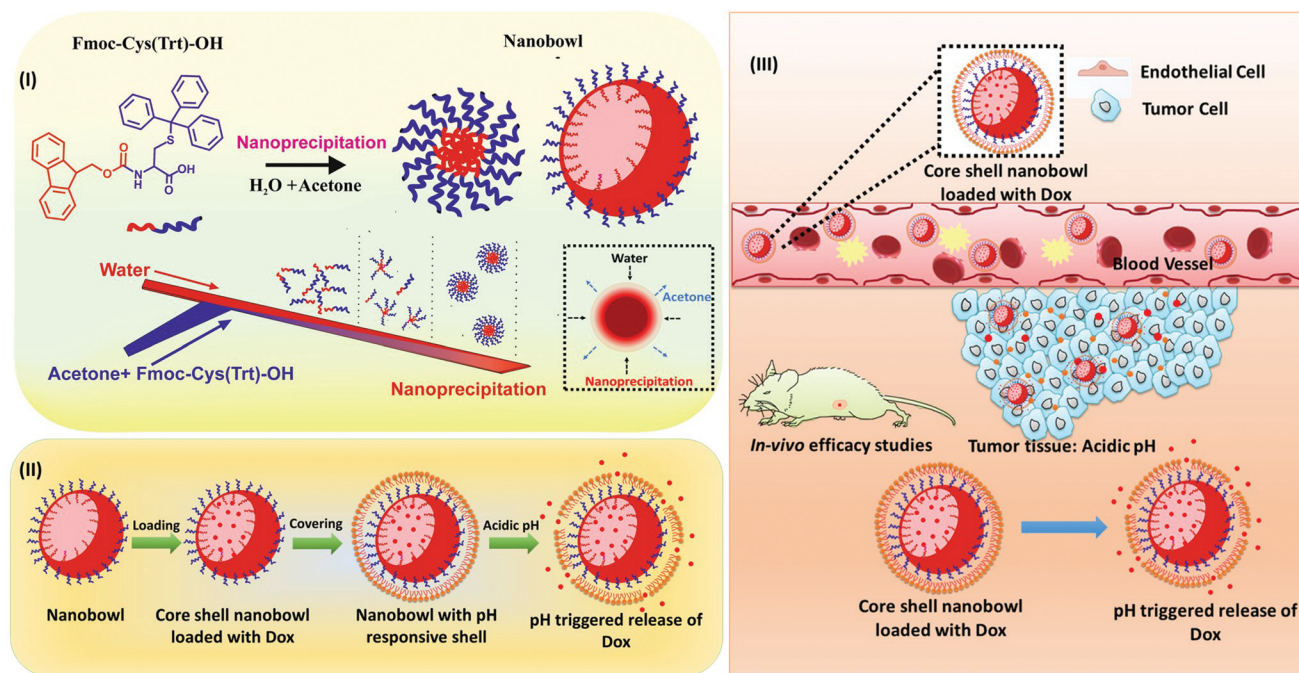 Fmoc-Cys(Trt)-OH
Nanobowl
(I)
O
O
N
H
S
O
OH
Nanoprecipitation
H₂O +Acetone
Water
Acetone+ Fmoc-Cys(Trt)-OH
Nanoprecipitation
Water
Acetone
Nanoprecipitation
(II)
Loading
Covering
Acidic pH
Nanobowl
Core shell nanobowl
loaded with Dox
Nanobowl with pH
responsive shell
pH triggered release of
Dox
(III)
Endothelial Cell
Tumor Cell
Core shell nanobowl
loaded with Dox
Blood Vessel
In-vivo efficacy studies
Tumor tissue: Acidic pH
Core shell nanobowl
loaded with Dox
pH triggered release of
Dox